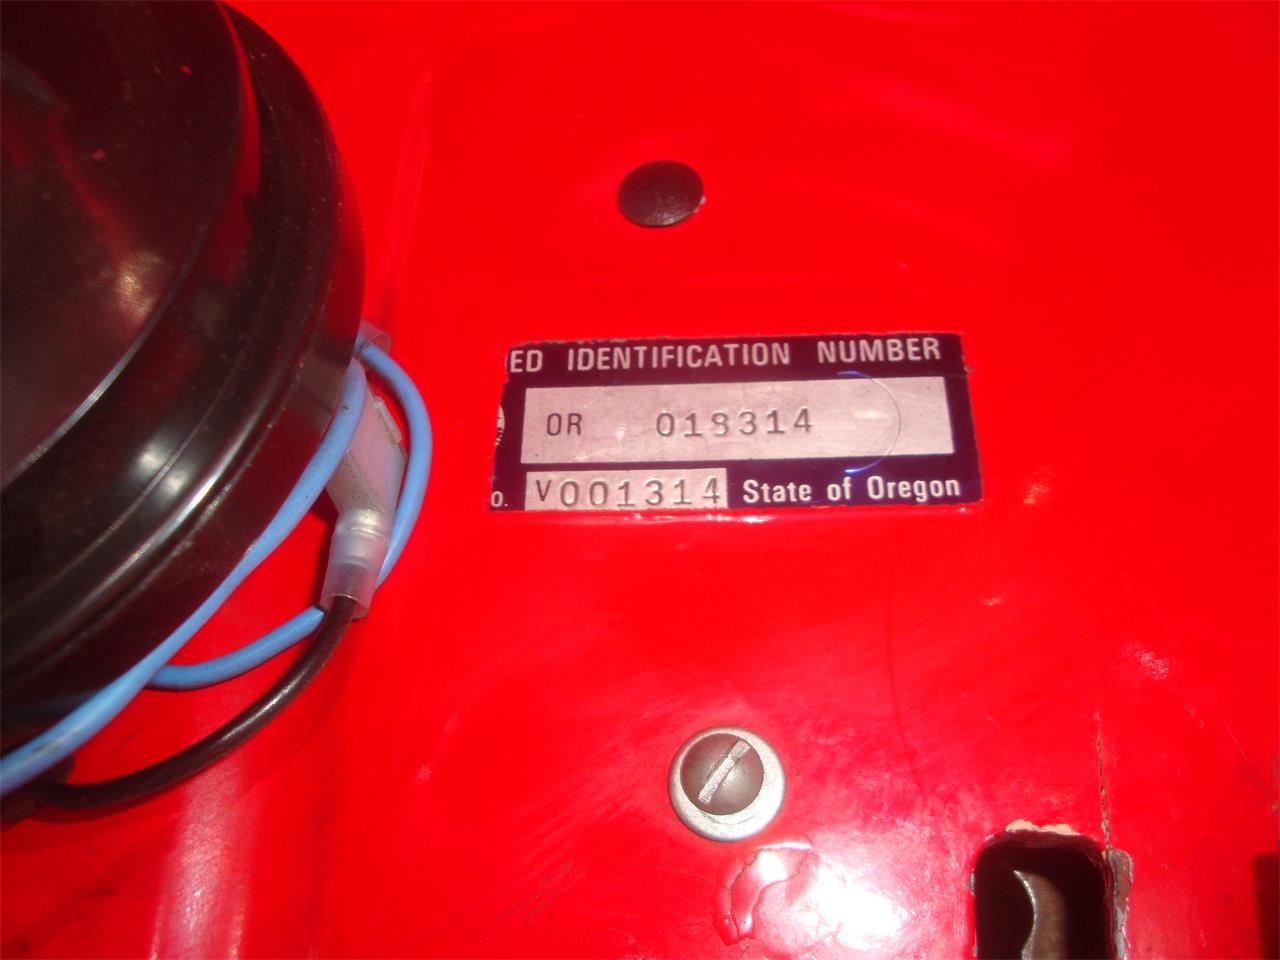 ED IDENTIFICATION NUMBER
OR 018314
O. V001314 State of Oregon